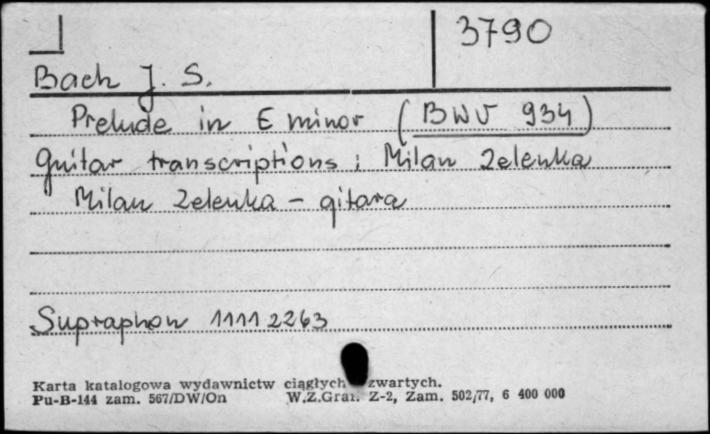 3790
Bach J. S.
Prelude in E minor (BWV 934)
Guitar transcriptions: Milan Zelenka
Milan Zelenka - gitara
Supraphon 1111 2263
Karta katalogowa wydawnictw ciągłych zwartych.
Pu-B-144 zam. 567/DW/On W.Z.Graf. Z-2, Zam. 502/77, 6 400 000